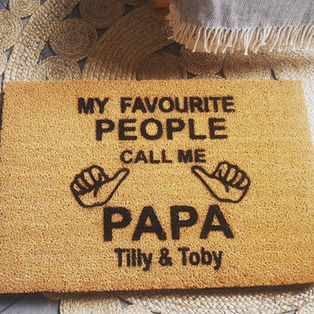 MY FAVOURITE
PEOPLE
CALL ME
PAPA
Tilly & Toby